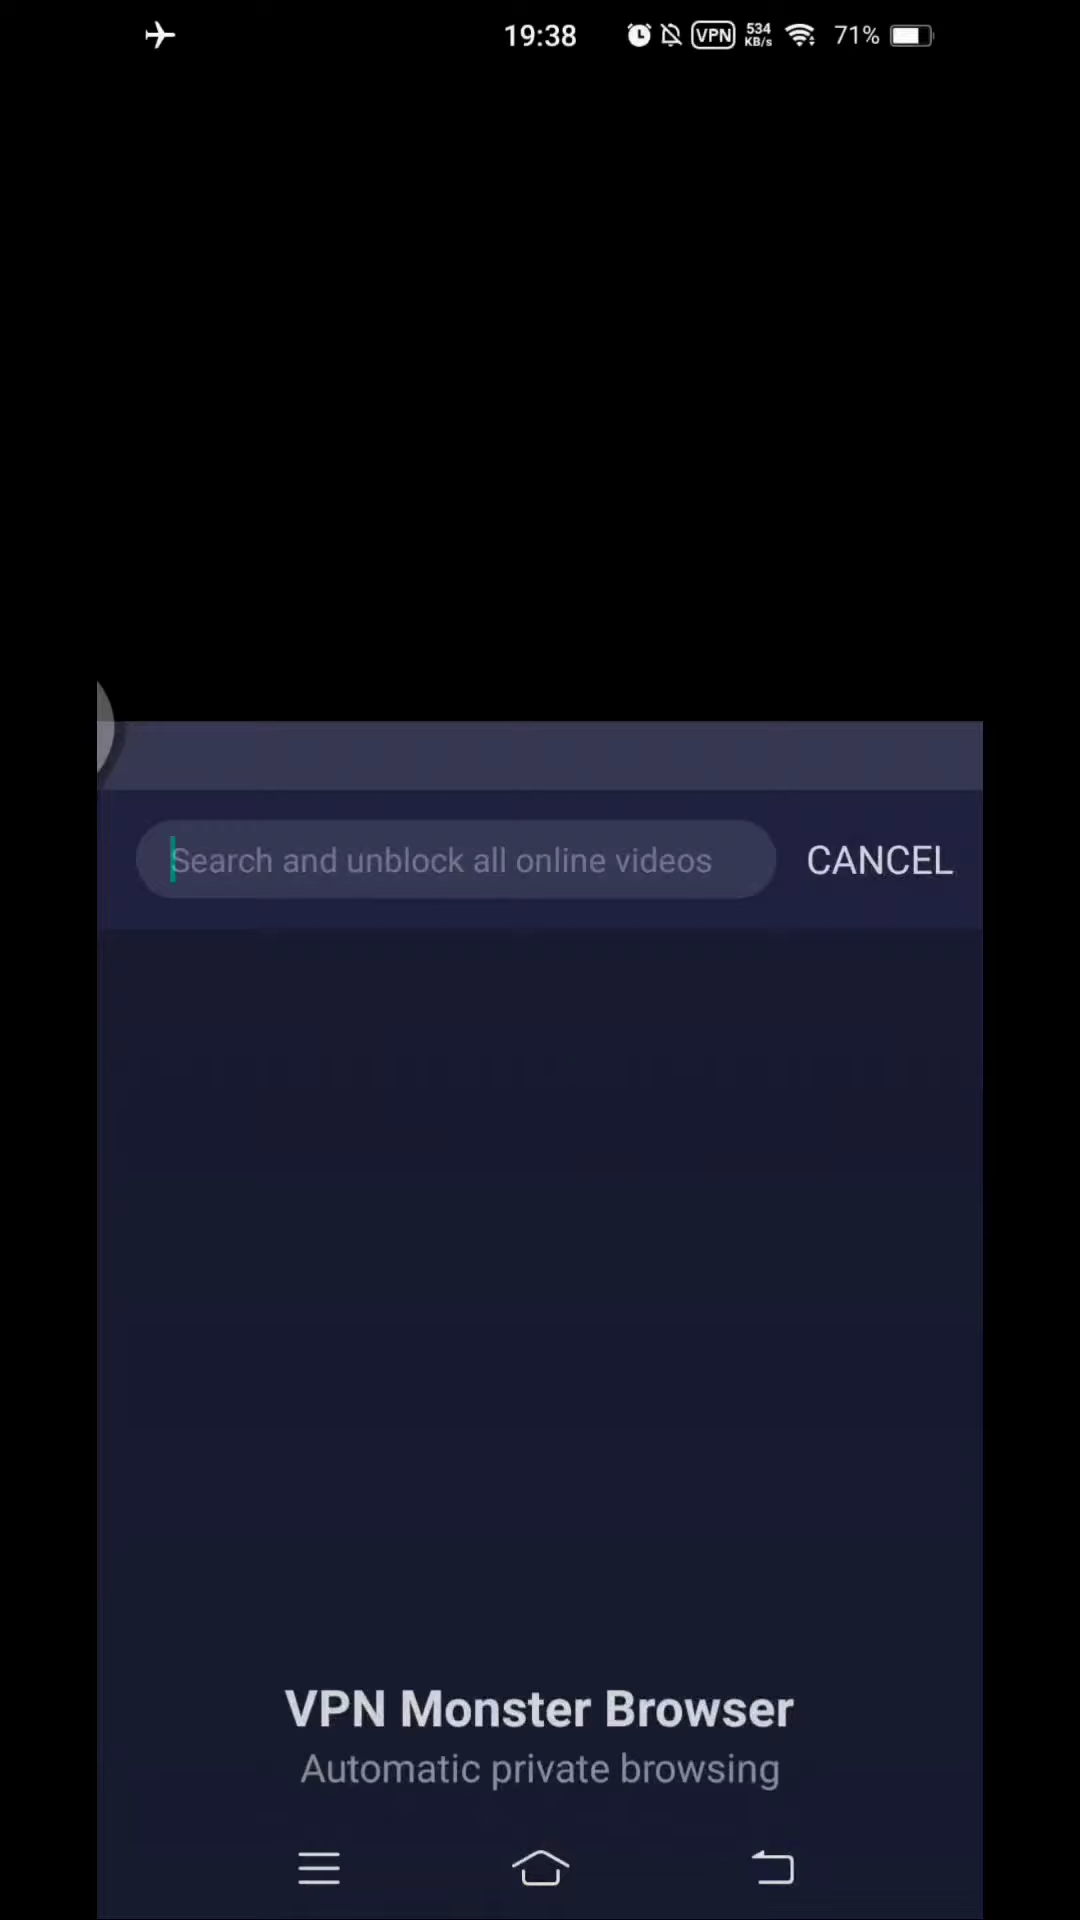 19:38 VPN 534 KB/s 71%
Search and unblock all online videos CANCEL
VPN Monster Browser
Automatic private browsing